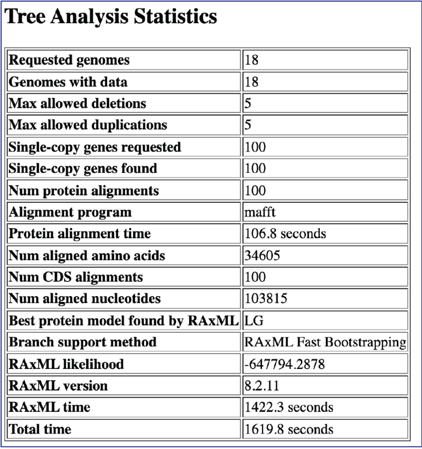 Tree Analysis Statistics
Requested genomes 18
Genomes with data 18
Max allowed deletions 5
Max allowed duplications 5
Single-copy genes requested 100
Single-copy genes found 100
Num protein alignments 100
Alignment program mafft
Protein alignment time 106.8 seconds
Num aligned amino acids 34605
Num CDS alignments 100
Num aligned nucleotides 103815
Best protein model found by RAxML LG
Branch support method RAxML Fast Bootstrapping
RAxML likelihood -647794.2878
RAxML version 8.2.11
RAxML time 1422.3 seconds
Total time 1619.8 seconds